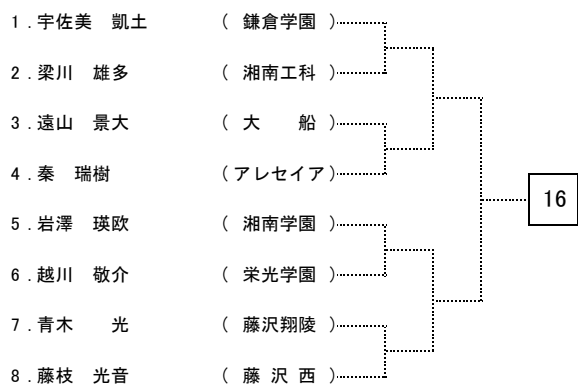 1．宇佐美　凱土　（ 鎌倉学園 ）
2．梁川　雄多　（ 湘南工科 ）
3．遠山　景大　（ 大　　船 ）
4．秦　瑞樹　（アレセイア）
16
5．岩澤　瑛欧　（ 湘南学園 ）
6．越川　敬介　（ 栄光学園 ）
7．青木　　光　（ 藤沢翔陵 ）
8．藤枝　光音　（ 藤 沢 西 ）